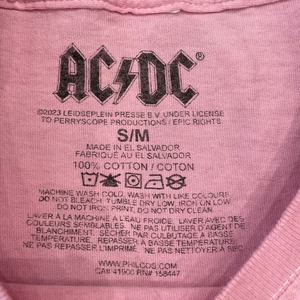 AC⚡DC®
©2023 LEIDSEPLEIN PRESSE B.V. UNDER LICENSE
TO PERRYSCOPE PRODUCTIONS / EPIC RIGHTS
S/M
MADE IN EL SALVADOR
FABRIQUE AU EL SALVADOR
100% COTTON / COTON
MACHINE WASH COLD, WASH WITH LIKE COLOURS
DO NOT BLEACH, TUMBLE DRY LOW, IRON ON LOW
DO NOT IRON PRINT, DO NOT DRY CLEAN
LAVER À LA MACHINE À L'EAU FROIDE, LAVER AVEC DES
COULEURS SEMBLABLES. NE PAS UTILISER D'AGENT DE
BLANCHIMENT. SÉCHER PAR CULBUTAGE À BASSE
TEMPÉRATURE. REPASSER À BASSE TEMPÉRATURE.
NE PAS REPASSER L'IMPRIMÉ. NE PAS NETTOYER À SEC
WWW.PHILCOS.COM
CA# 41900 RN# 158447